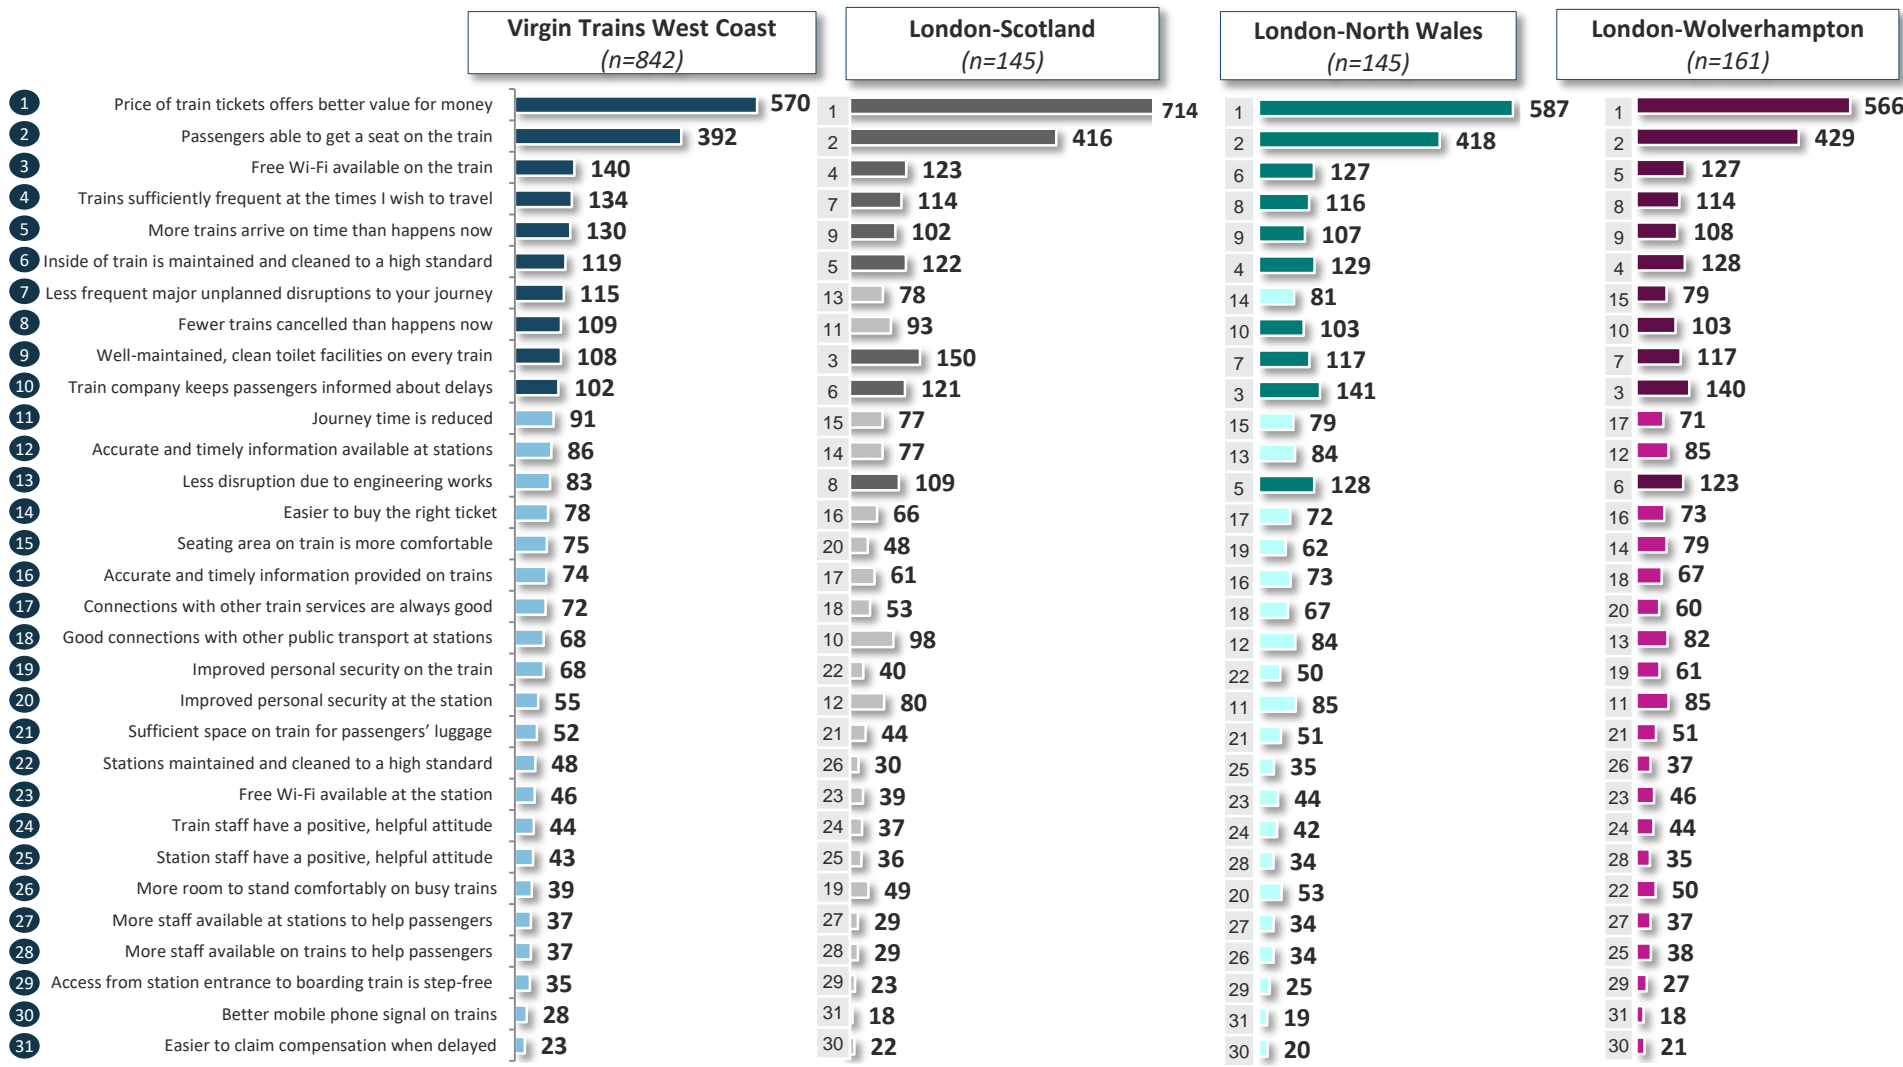 Virgin Trains West Coast London-Scotland London-North Wales London-Wolverhampton
(n=842) (n=145) (n=145) (n=161)
1 Price of train tickets offers better value for money 570 1 714 1 587 1 566
2 Passengers able to get a seat on the train 392 2 416 2 418 2 429
3 Free Wi-Fi available on the train 140 4 123 6 127 5 127
4 Trains sufficiently frequent at the times I wish to travel 134 7 114 8 116 8 114
5 More trains arrive on time than happens now 130 9 102 9 107 9 108
6 Inside of train is maintained and cleaned to a high standard 119 5 122 4 129 4 128
7 Less frequent major unplanned disruptions to your journey 115 13 78 14 81 15 79
8 Fewer trains cancelled than happens now 109 11 93 10 103 10 103
9 Well-maintained, clean toilet facilities on every train 108 3 150 7 117 7 117
10 Train company keeps passengers informed about delays 102 6 121 3 141 3 140
11 Journey time is reduced 91 15 77 15 79 17 71
12 Accurate and timely information available at stations 86 14 77 13 84 12 85
13 Less disruption due to engineering works 83 8 109 5 128 6 123
14 Easier to buy the right ticket 78 16 66 17 72 16 73
15 Seating area on train is more comfortable 75 20 48 19 62 14 79
16 Accurate and timely information provided on trains 74 17 61 16 73 18 67
17 Connections with other train services are always good 72 18 53 18 67 20 60
18 Good connections with other public transport at stations 68 10 98 12 84 13 82
19 Improved personal security on the train 68 22 40 22 50 19 61
20 Improved personal security at the station 55 12 80 11 85 11 85
21 Sufficient space on train for passengers’ luggage 52 21 44 21 51 21 51
22 Stations maintained and cleaned to a high standard 48 26 30 25 35 26 37
23 Free Wi-Fi available at the station 46 23 39 23 44 23 46
24 Train staff have a positive, helpful attitude 44 24 37 24 42 24 44
25 Station staff have a positive, helpful attitude 43 25 36 28 34 28 35
26 More room to stand comfortably on busy trains 39 19 49 20 53 22 50
27 More staff available at stations to help passengers 37 27 29 27 34 27 37
28 More staff available on trains to help passengers 37 28 29 26 34 25 38
29 Access from station entrance to boarding train is step-free 35 29 23 29 25 29 27
30 Better mobile phone signal on trains 28 31 18 31 19 31 18
31 Easier to claim compensation when delayed 23 30 22 30 20 30 21